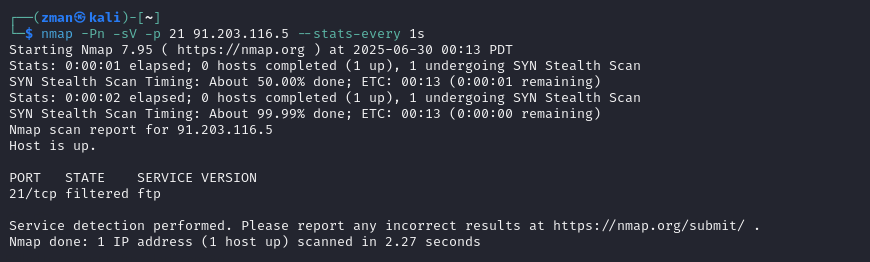 ┌──(zman㉿kali)-[~]
└─$ nmap -Pn -sV -p 21 91.203.116.5 --stats-every 1s
Starting Nmap 7.95 ( https://nmap.org ) at 2025-06-30 00:13 PDT
Stats: 0:00:01 elapsed; 0 hosts completed (1 up), 1 undergoing SYN Stealth Scan
SYN Stealth Scan Timing: About 50.00% done; ETC: 00:13 (0:00:01 remaining)
Stats: 0:00:02 elapsed; 0 hosts completed (1 up), 1 undergoing SYN Stealth Scan
SYN Stealth Scan Timing: About 99.99% done; ETC: 00:13 (0:00:00 remaining)
Nmap scan report for 91.203.116.5
Host is up.

PORT   STATE    SERVICE VERSION
21/tcp filtered ftp

Service detection performed. Please report any incorrect results at https://nmap.org/submit/ .
Nmap done: 1 IP address (1 host up) scanned in 2.27 seconds